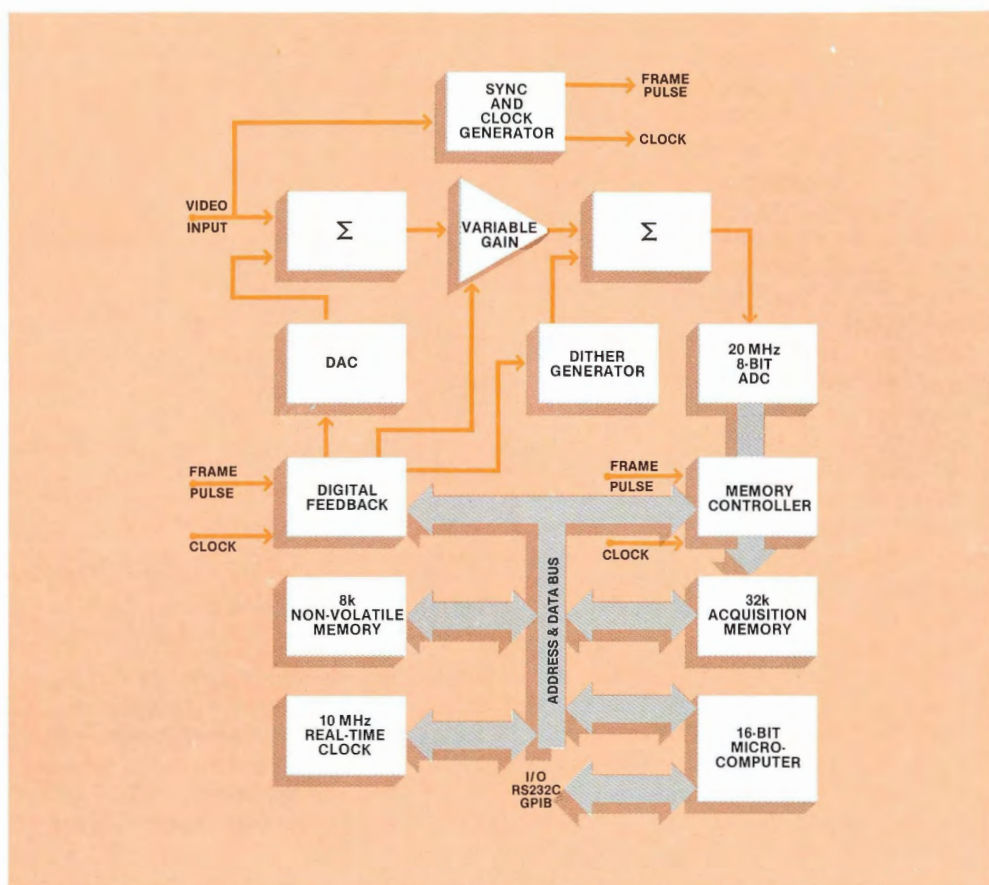 SYNC
AND
CLOCK
GENERATOR
FRAME
PULSE
CLOCK
VIDEO
INPUT
Σ
VARIABLE
GAIN
Σ
DAC
DITHER
GENERATOR
20 MHz
8-BIT
ADC
FRAME
PULSE
CLOCK
DIGITAL
FEEDBACK
FRAME
PULSE
CLOCK
MEMORY
CONTROLLER
8k
NON-VOLATILE
MEMORY
ADDRESS & DATA BUS
32k
ACQUISITION
MEMORY
10 MHz
REAL-TIME
CLOCK
I/O
RS232C
GPIB
16-BIT
MICRO-
COMPUTER